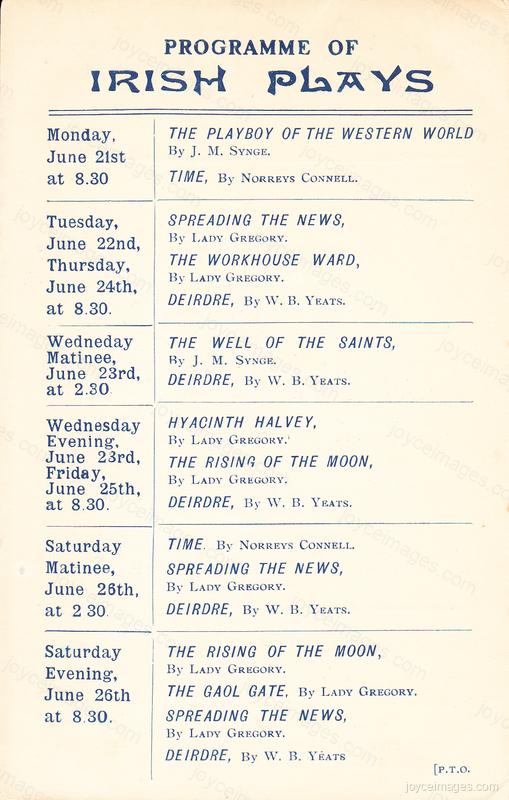 PROGRAMME OF
IRISH PLAYS
Monday,
June 21st
at 8.30
THE PLAYBOY OF THE WESTERN WORLD
By J. M. Synge.
TIME, By Norreys Connell.
Tuesday,
June 22nd,
Thursday,
June 24th,
at 8.30.
SPREADING THE NEWS,
By Lady Gregory.
THE WORKHOUSE WARD,
By Lady Gregory.
DEIRDRE, By W. B. Yeats.
Wedneday
Matinee,
June 23rd,
at 2.30
THE WELL OF THE SAINTS,
By J. M. Synge.
DEIRDRE, By W. B. Yeats.
Wednesday
Evening,
June 23rd,
Friday,
June 25th,
at 8.30.
HYACINTH HALVEY,
By Lady Gregory.
THE RISING OF THE MOON,
By Lady Gregory.
DEIRDRE, By W. B. Yeats.
Saturday
Matinee,
June 26th,
at 2 30.
TIME. By Norreys Connell.
SPREADING THE NEWS,
By Lady Gregory.
DEIRDRE, By W. B. Yeats.
Saturday
Evening,
June 26th
at 8.30.
THE RISING OF THE MOON,
By Lady Gregory.
THE GAOL GATE, By Lady Gregory.
SPREADING THE NEWS,
By Lady Gregory.
DEIRDRE, By W. B. Yeats
[P.T.O.
joyceimages.com